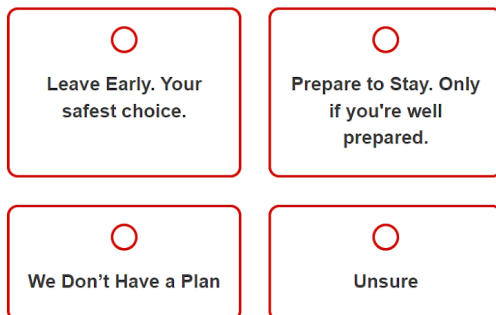 Leave Early. Your
safest choice.
Prepare to Stay. Only
if you're well
prepared.
We Don’t Have a Plan
Unsure